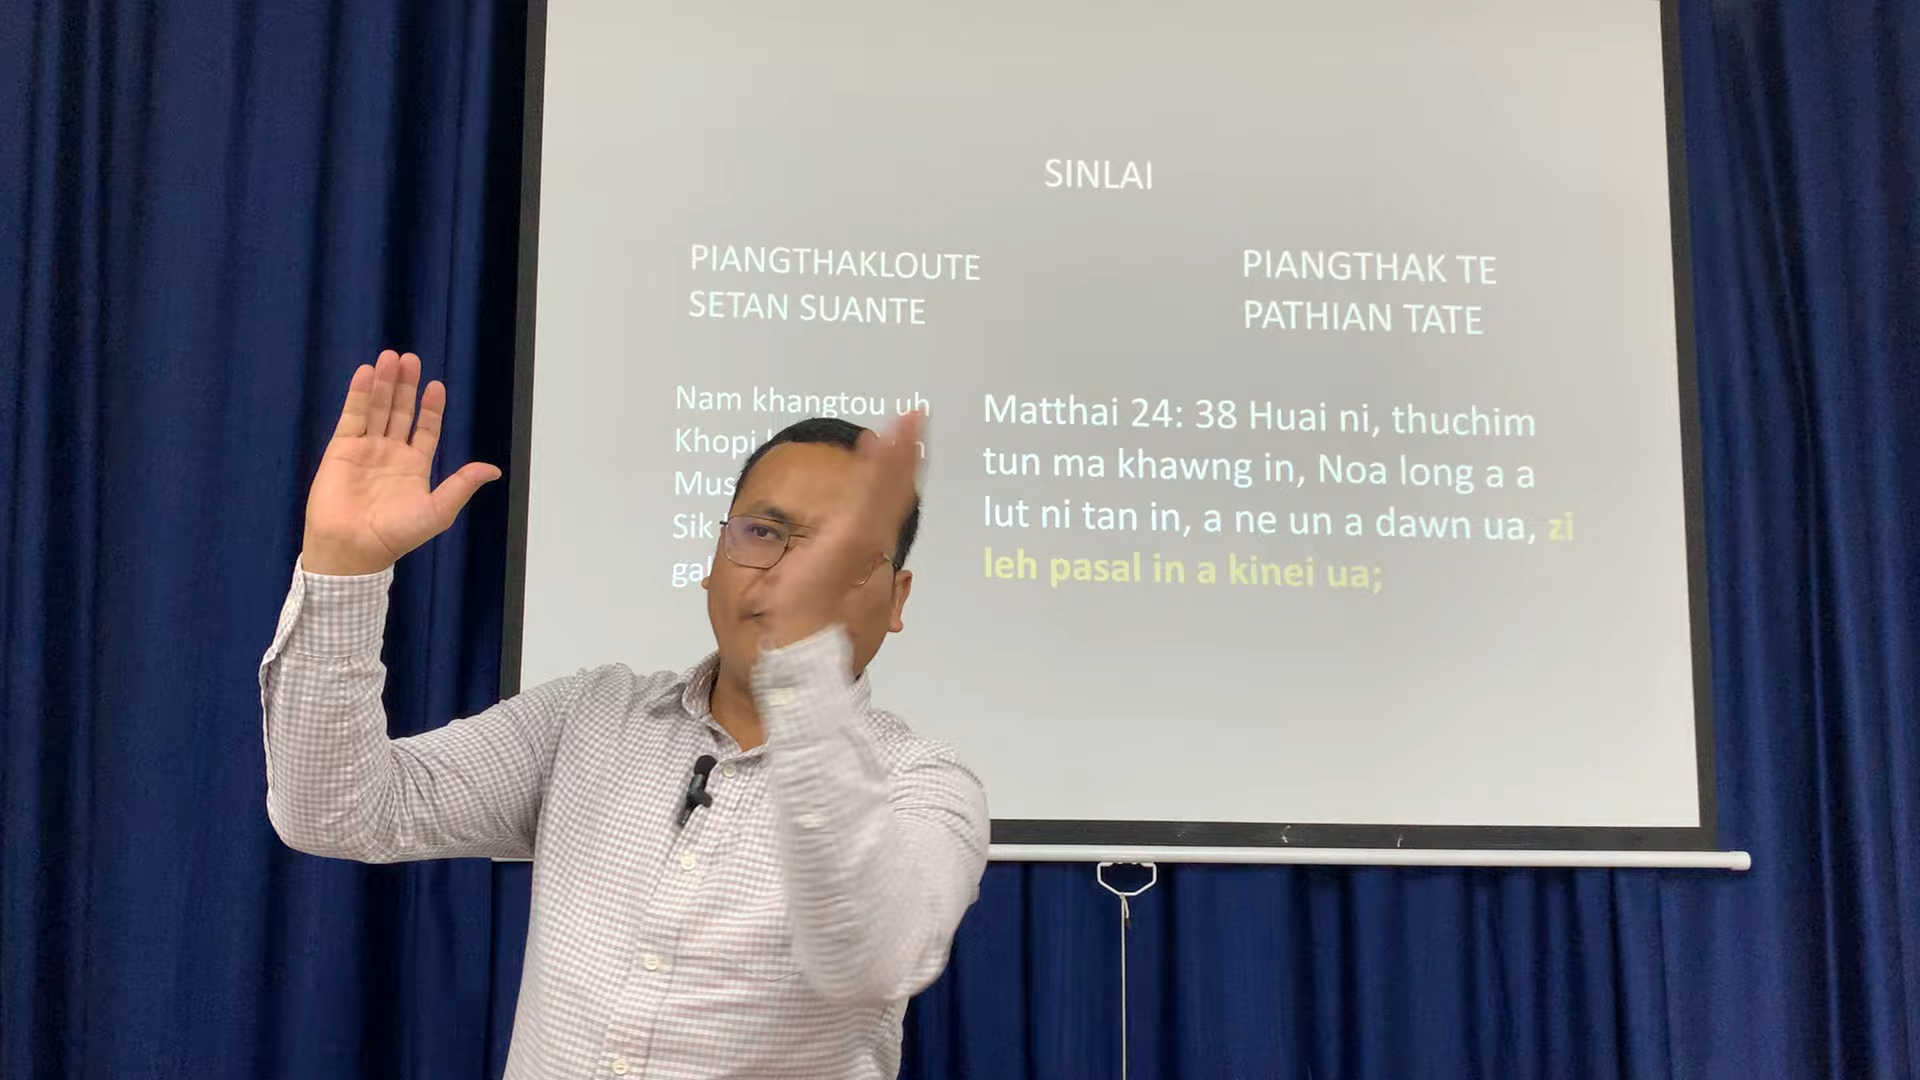 SINLAI
PIANGTHAKLOUTE
SETAN SUANTE
PIANGTHAK TE
PATHIAN TATE
Nam khangtou uh
Khopi
Sik
Matthai 24: 38 Huai ni, thuchim
tun ma khawng in, Noa long a a
lut ni tan in, a ne un a dawn ua, zi
leh pasal in a kinei ua;